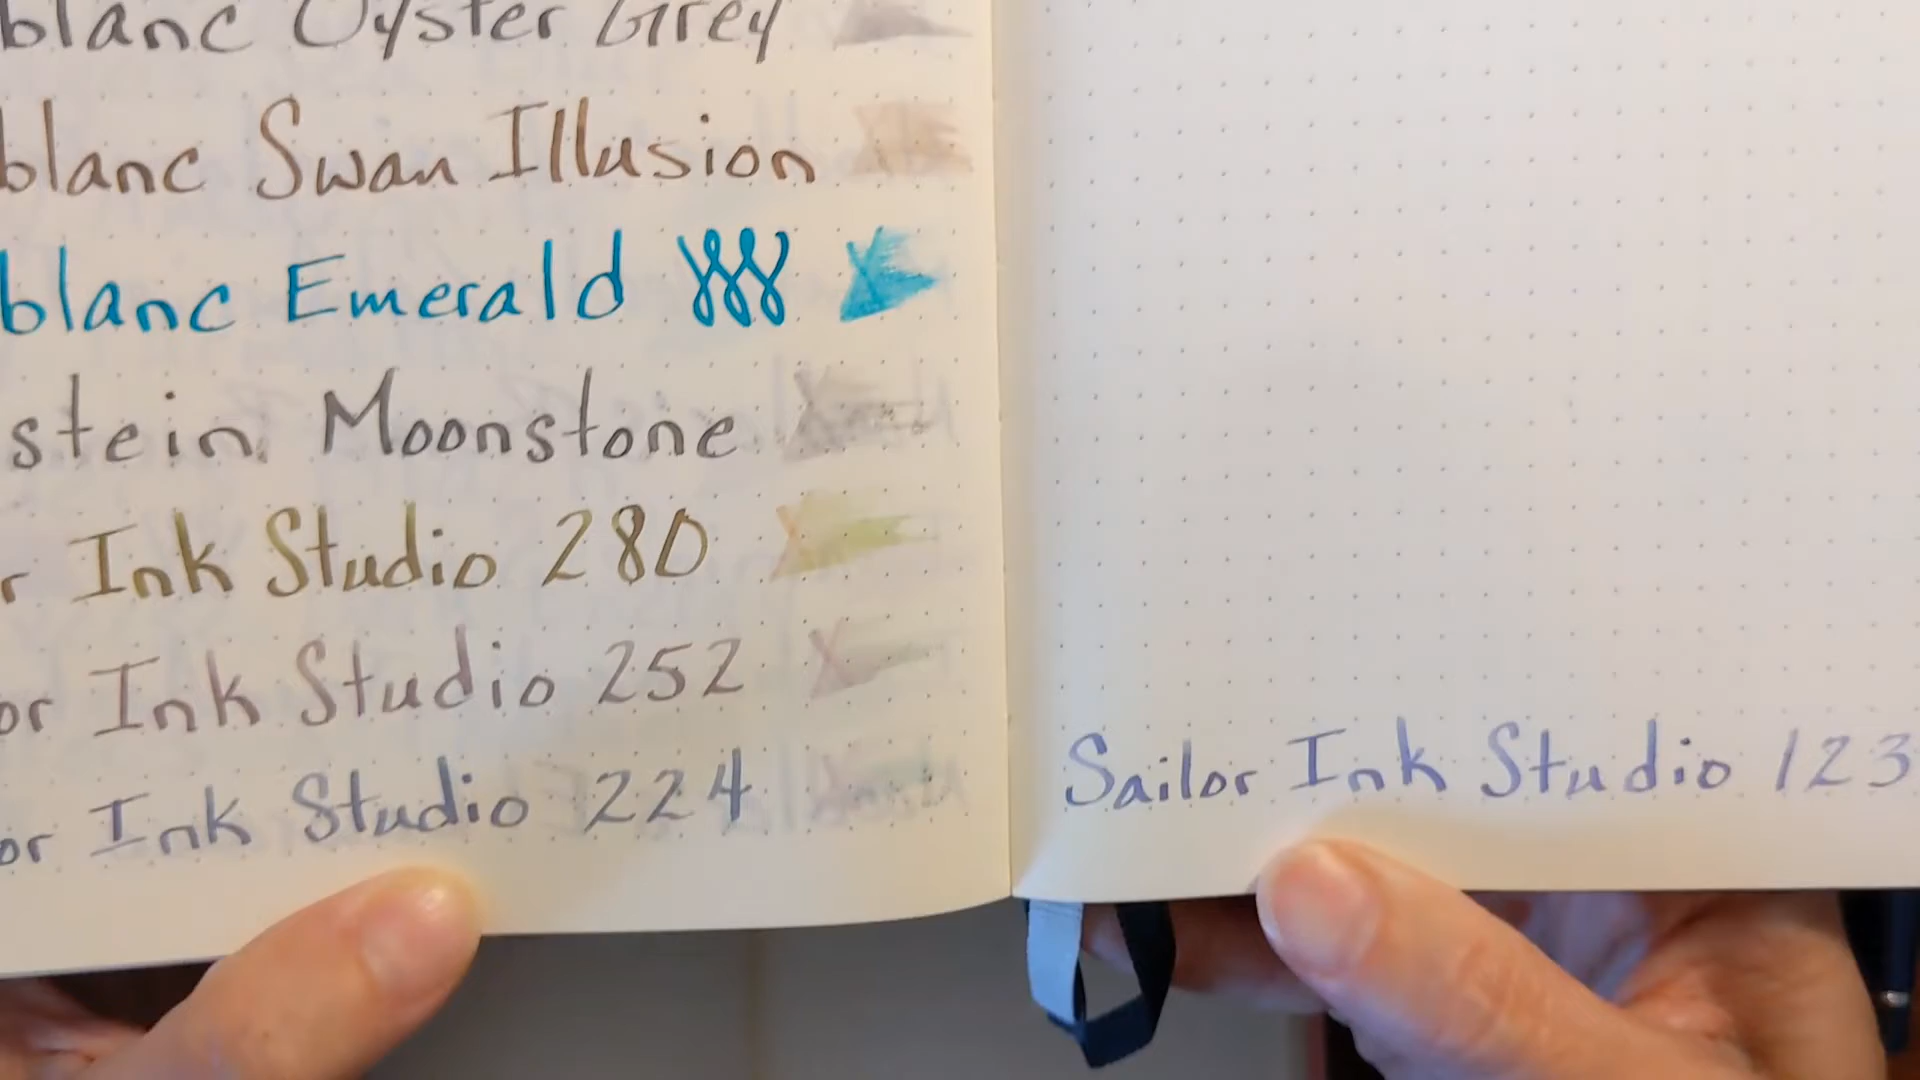 blanc Oyster Grey
blanc Swan Illusion
blanc Emerald
stein Moonstone
r Ink Studio 280
or Ink Studio 252
or Ink Studio 224
Sailor Ink Studio 123